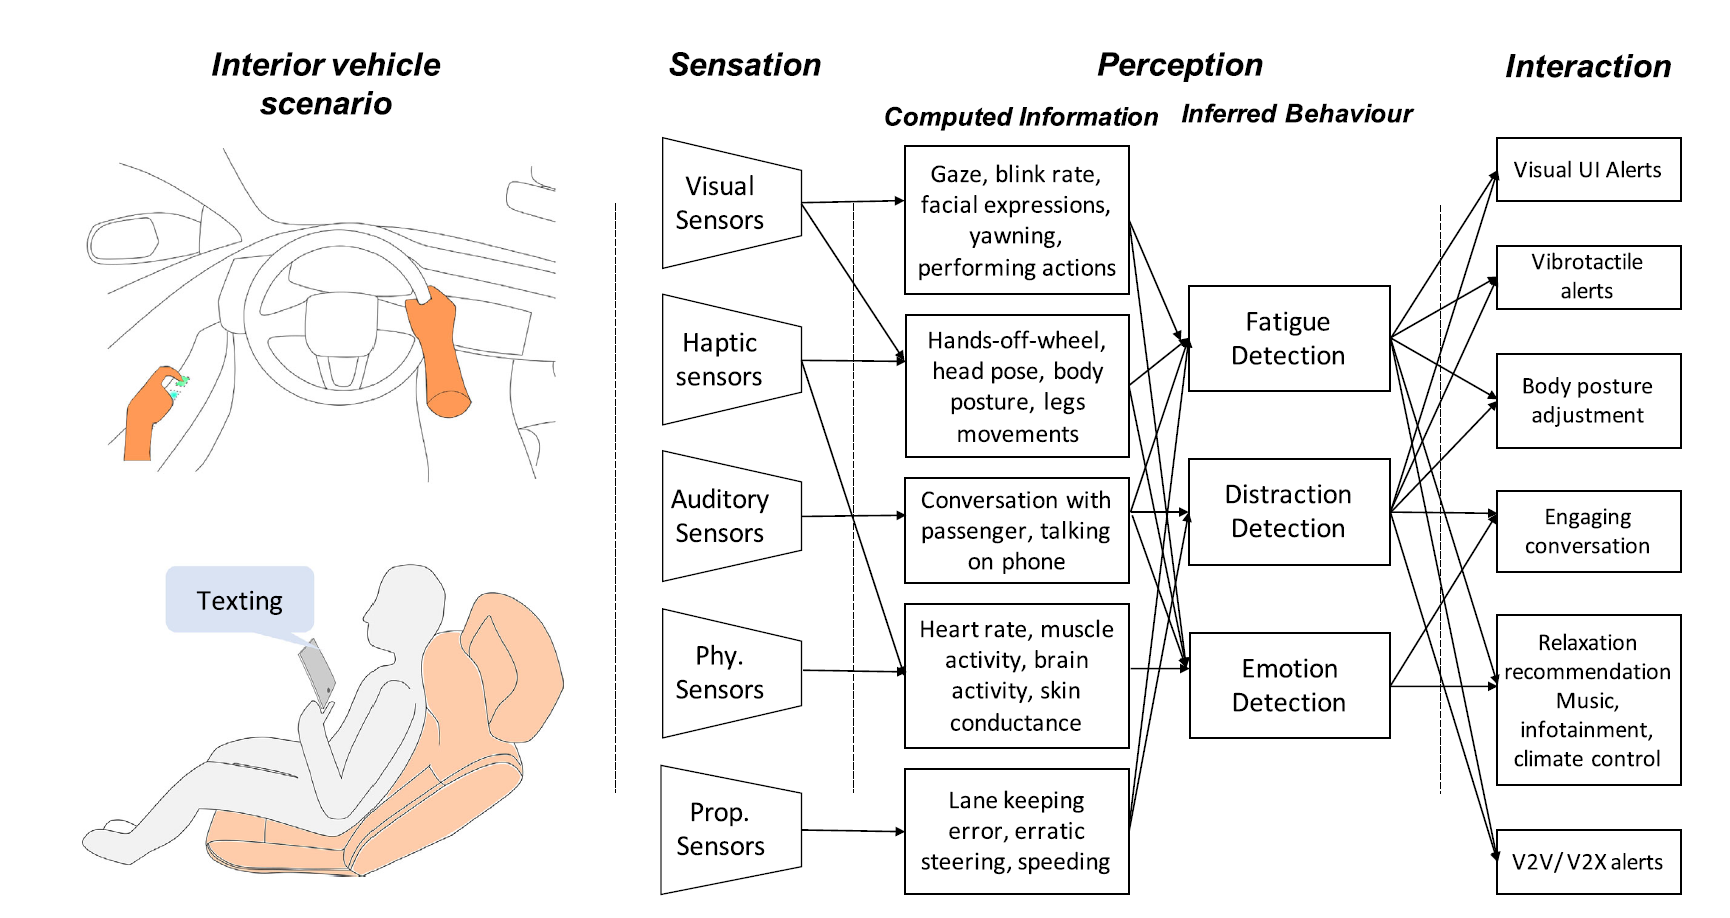 Interior vehicle
scenario
Texting
Sensation
Visual
Sensors
Haptic
sensors
Auditory
Sensors
Phy.
Sensors
Prop.
Sensors
Perception
Computed Information
Gaze, blink rate,
facial expressions,
yawning,
performing actions
Hands-off-wheel,
head pose, body
posture, legs
movements
Conversation with
passenger, talking
on phone
Heart rate, muscle
activity, brain
activity, skin
conductance
Lane keeping
error, erratic
steering, speeding
Inferred Behaviour
Fatigue
Detection
Distraction
Detection
Emotion
Detection
Interaction
Visual UI Alerts
Vibrotactile
alerts
Body posture
adjustment
Engaging
conversation
Relaxation
recommendation
Music,
infotainment,
climate control
V2V/ V2X alerts